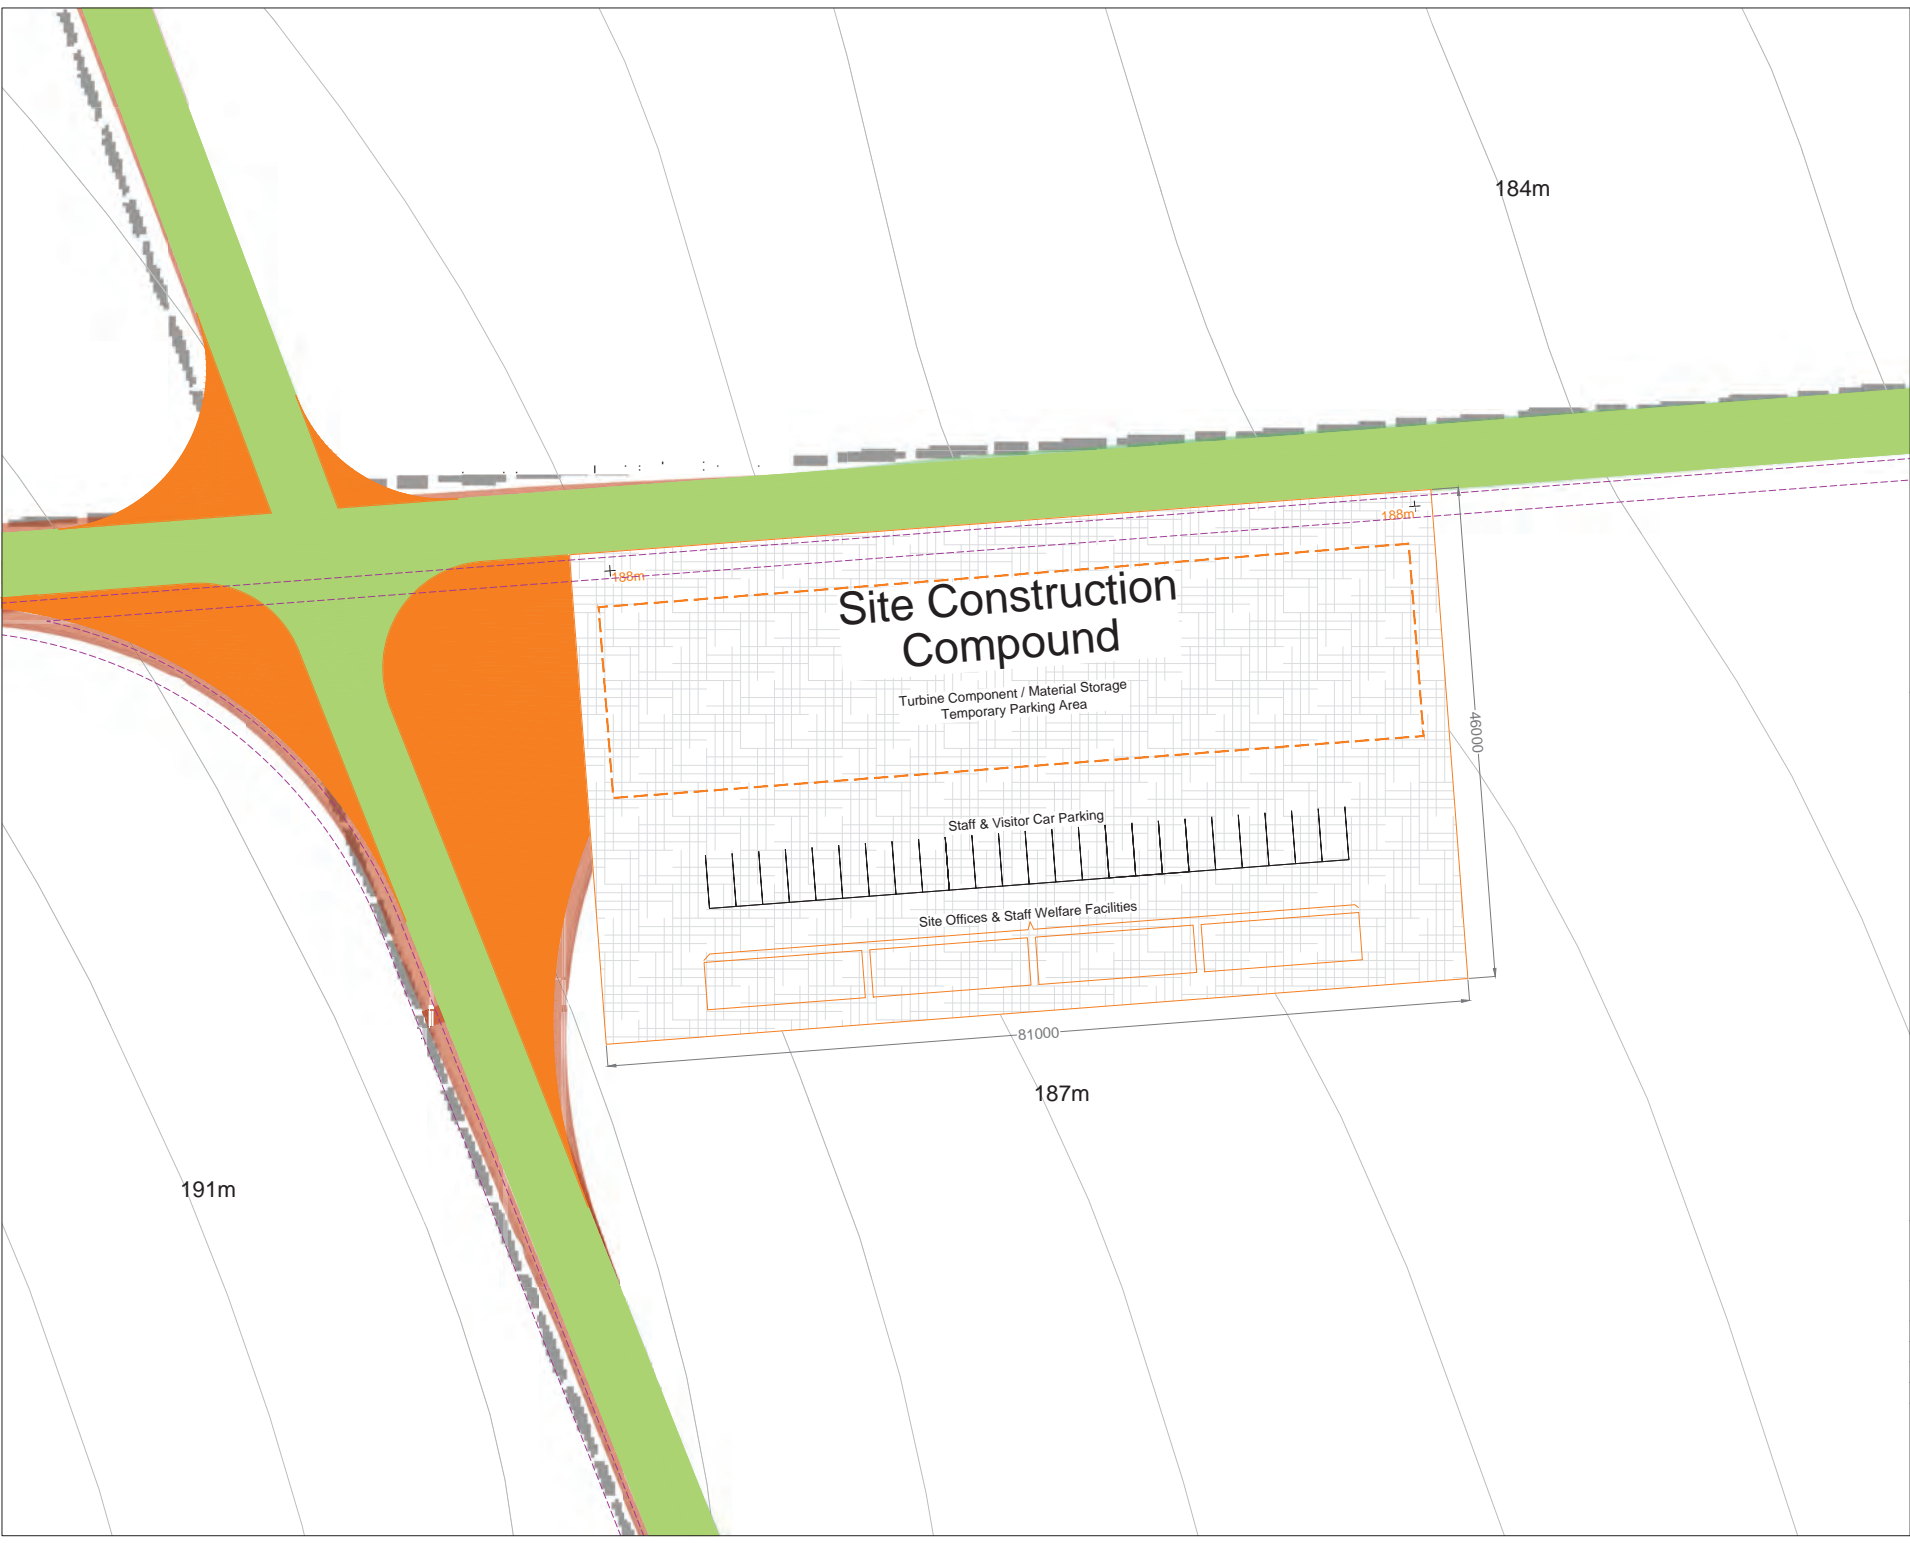 184m
188m
188m
Site Construction
Compound
Turbine Component / Material Storage
Temporary Parking Area
46000
Staff & Visitor Car Parking
Site Offices & Staff Welfare Facilities
81000
187m
191m